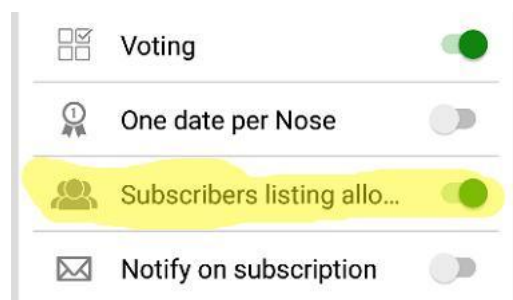 Voting
One date per Nose
Subscribers listing allo...
Notify on subscription